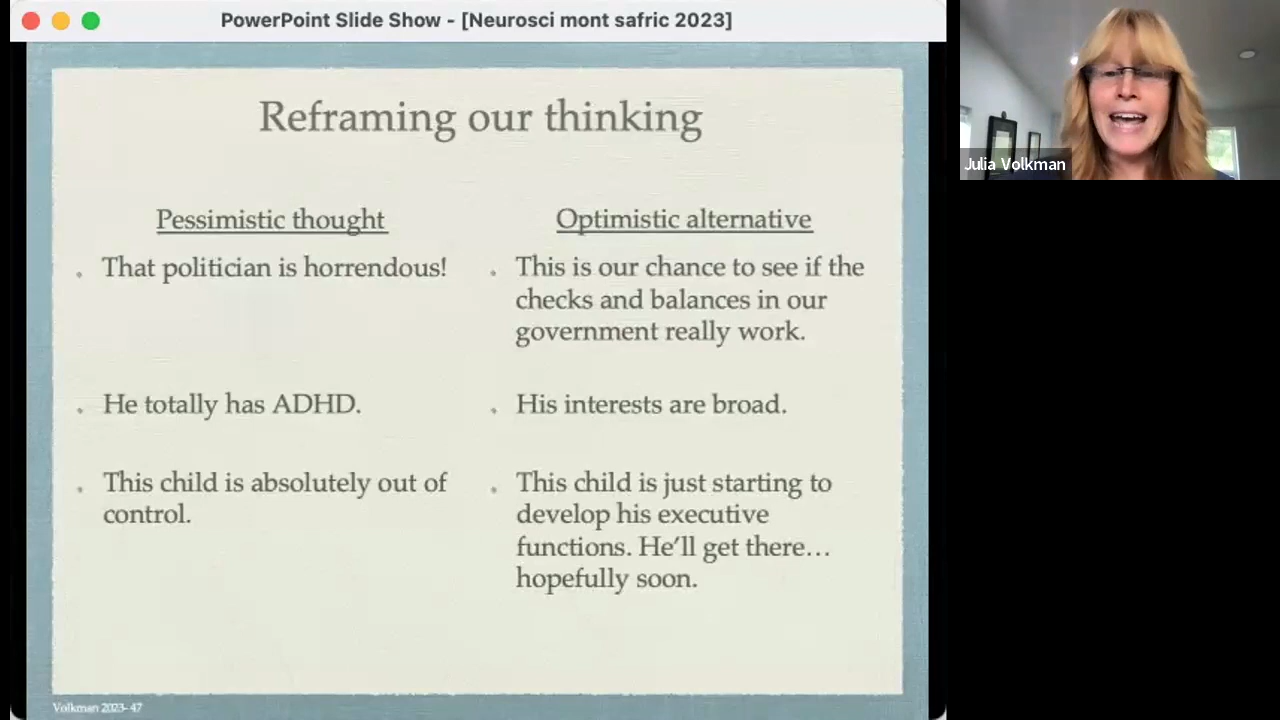 PowerPoint Slide Show - [Neurosci mont safric 2023]
Julia Volkman
Reframing our thinking
Pessimistic thought
That politician is horrendous!
He totally has ADHD.
This child is absolutely out of
control.
Optimistic alternative
This is our chance to see if the
checks and balances in our
government really work.
His interests are broad.
This child is just starting to
develop his executive
functions. He'll get there…
hopefully soon.
Volkman 2023- 47